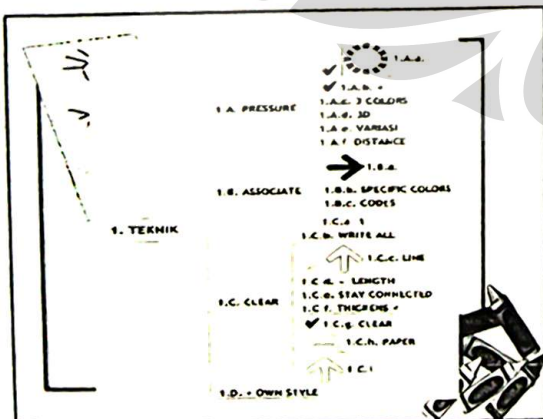 1.A.a.
1.A.b. +
1.A. PRESSURE
1.A.c. 3 COLORS
1.A.d. 3D
1.A.e. VARIASI
1.A.f. DISTANCE
1.B.a.
1.B. ASSOCIATE
1.B.b. SPECIFIC COLORS
1.B.c. CODES
1. TEKNIK
1.C.a. 1
1.C.b. WRITE ALL
1.C.c. LINE
1.C.d. = LENGTH
1.C. CLEAR
1.C.e. STAY CONNECTED
1.C.f. THICKENS +
1.C.g. CLEAR
1.C.h. PAPER
1.C.i
1.D. + OWN STYLE